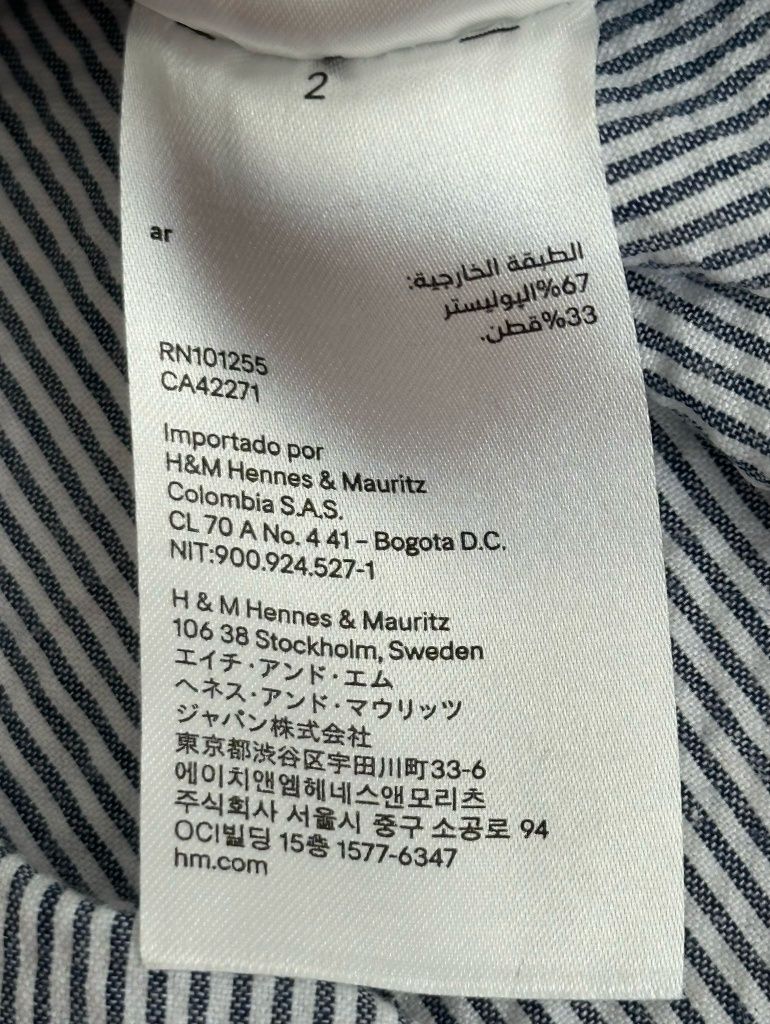 2
ar
الطبقة الخارجية:
67%البوليستر
33%قطن.
RN101255
CA42271
Importado por
H&M Hennes & Mauritz
Colombia S.A.S.
CL 70 A No. 4 41 – Bogota D.C.
NIT:900.924.527-1
H & M Hennes & Mauritz
106 38 Stockholm, Sweden
エイチ・アンド・エム
ヘネス・アンド・マウリッツ
ジャパン株式会社
東京都渋谷区宇田川町33-6
에이치앤엠헤네스앤모리츠
주식회사 서울시 중구 소공로 94
OCI빌딩 15층 1577-6347
hm.com